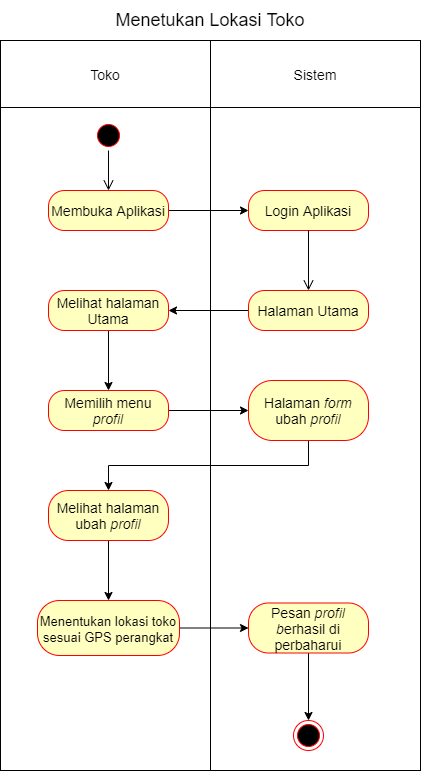 Menetukan Lokasi Toko
Toko
Sistem
Membuka Aplikasi
Login Aplikasi
Melihat halaman
Utama
Halaman Utama
Memilih menu
profil
Halaman form
ubah profil
Melihat halaman
ubah profil
Menentukan lokasi toko
sesuai GPS perangkat
Pesan profil
berhasil di
perbaharui